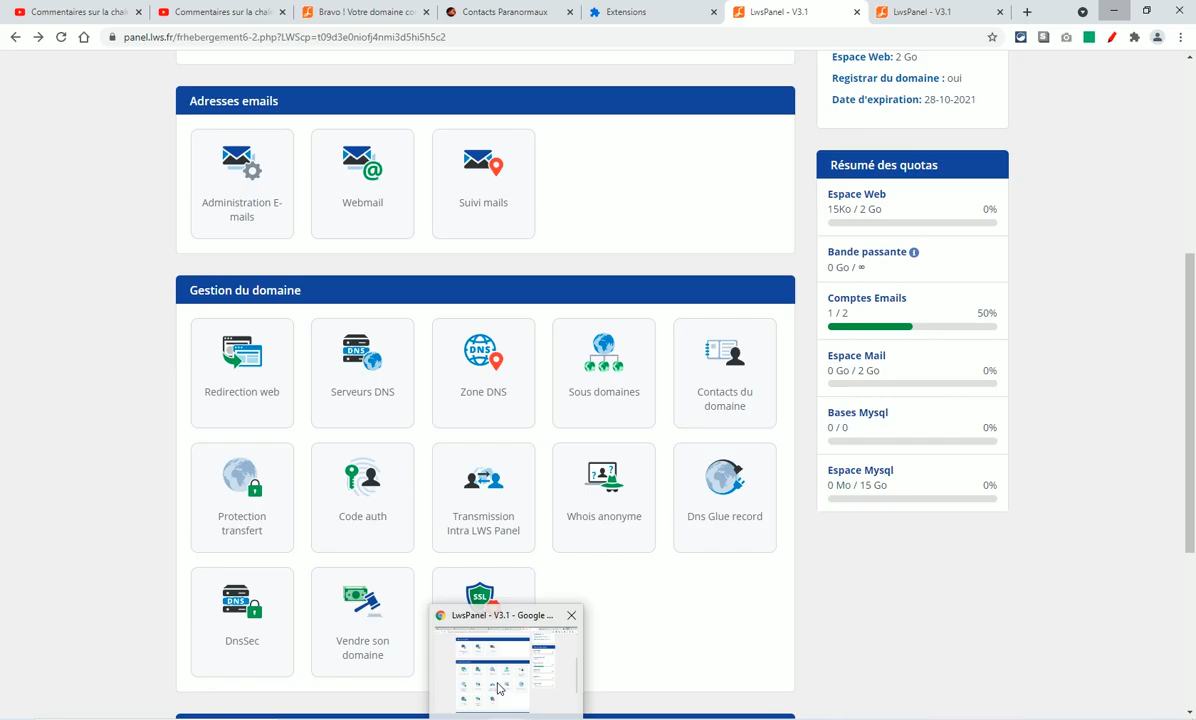 Commentaires sur la chaî
Commentaires sur la chaî
Bravo ! Votre domaine co
Contacts Paranormaux
Extensions
LwsPanel - V3.1
LwsPanel - V3.1
panel.lws.fr/frhebergement6-2.php?LWScp=t09d3e0niofj4nmi3d5hi5h5c2
Espace Web: 2 Go
Registrar du domaine : oui
Date d'expiration: 28-10-2021
Adresses emails
Administration E-
mails
Webmail
Suivi mails
Résumé des quotas
Espace Web
15Ko / 2 Go 0%
Bande passante
0 Go / ∞
Comptes Emails
1 / 2 50%
Espace Mail
0 Go / 2 Go 0%
Bases Mysql
0 / 0 0%
Espace Mysql
0 Mo / 15 Go 0%
Gestion du domaine
DNS
Redirection web
Serveurs DNS
DNS
Zone DNS
Sous domaines
Contacts du
domaine
Protection
transfert
Code auth
Transmission
Intra LWS Panel
Whois anonyme
Dns Glue record
DNS
DnsSec
Vendre son
domaine
SSL
LwsPanel - V3.1 - Google ...